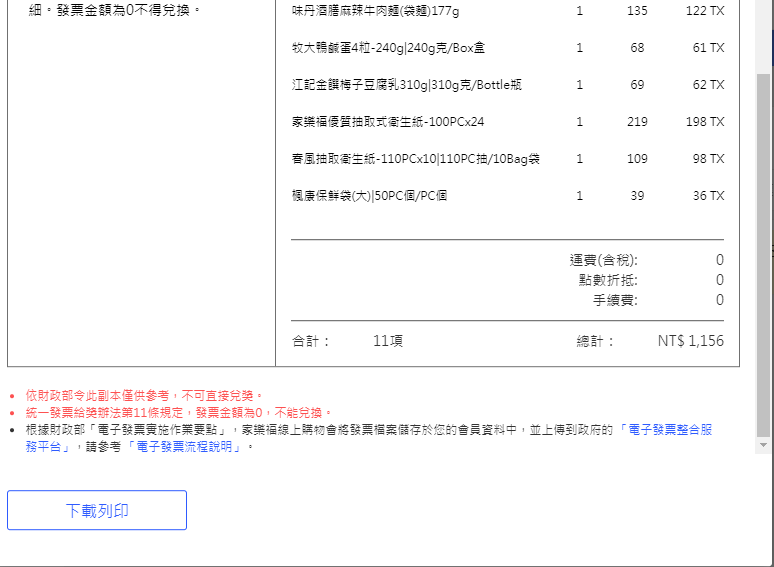 細。發票金額為0不得兌換。
味丹酒膳麻辣牛肉麵(袋麵)177g 1 135 122 TX
牧大鴨鹹蛋4粒-240g|240g克/Box盒 1 68 61 TX
江記金饌梅子豆腐乳310g|310g克/Bottle瓶 1 69 62 TX
家樂福優質抽取式衛生紙-100PCx24 1 219 198 TX
春風抽取衛生紙-110PCx10|110PC抽/10Bag袋 1 109 98 TX
楓康保鮮袋(大)|50PC個/PC個 1 39 36 TX
運費(含稅): 0
點數折抵: 0
手續費: 0
合計： 11項 總計： NT$ 1,156
依財政部令此副本僅供參考，不可直接兌獎。
統一發票給獎辦法第11條規定，發票金額為0，不能兌換。
根據財政部「電子發票實施作業要點」，家樂福線上購物會將發票檔案儲存於您的會員資料中，並上傳到政府的「電子發票整合服
務平台」，請參考「電子發票流程說明」。
下載列印